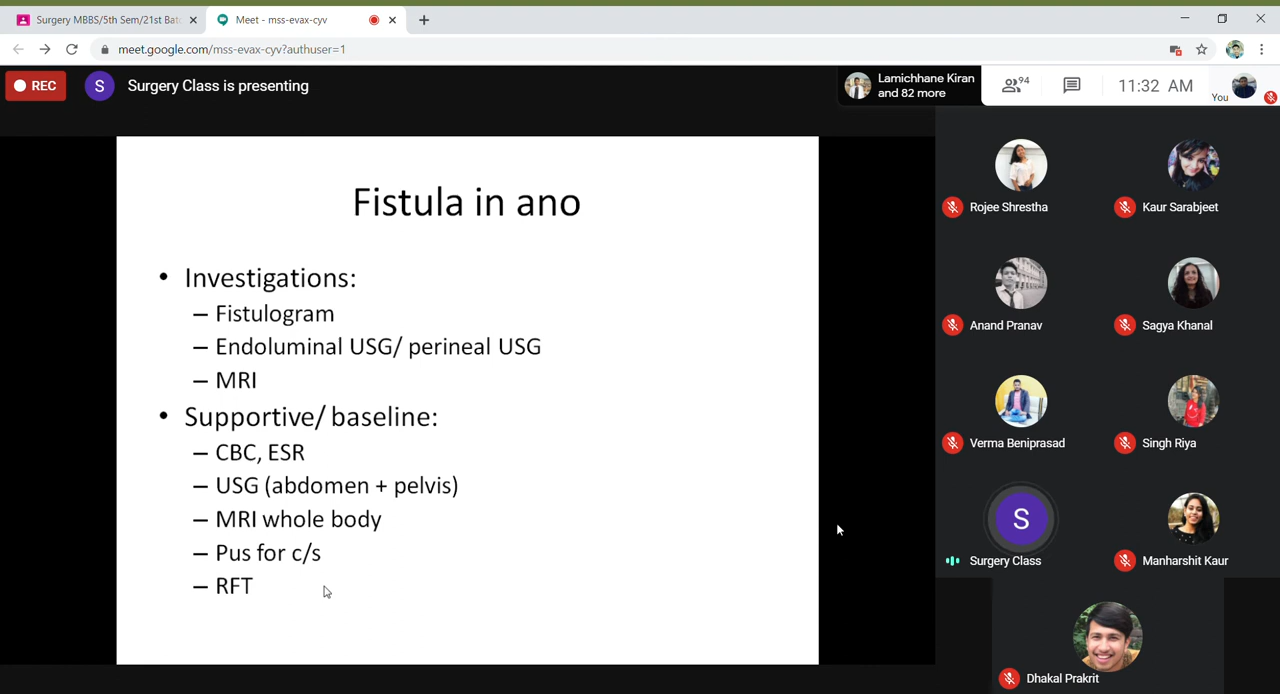 Surgery MBBS/5th Sem/21st Bat
Meet - mss-evax-cyv
meet.google.com/mss-evax-cyv?authuser=1
REC
S
Surgery Class is presenting
Lamichhane Kiran
and 82 more
94
11:32 AM
You
Fistula in ano
• Investigations:
– Fistulogram
– Endoluminal USG/ perineal USG
– MRI
• Supportive/ baseline:
– CBC, ESR
– USG (abdomen + pelvis)
– MRI whole body
– Pus for c/s
– RFT
Rojee Shrestha
Kaur Sarabjeet
Anand Pranav
Sagya Khanal
Verma Beniprasad
Singh Riya
S
Surgery Class
Manharshit Kaur
Dhakal Prakrit